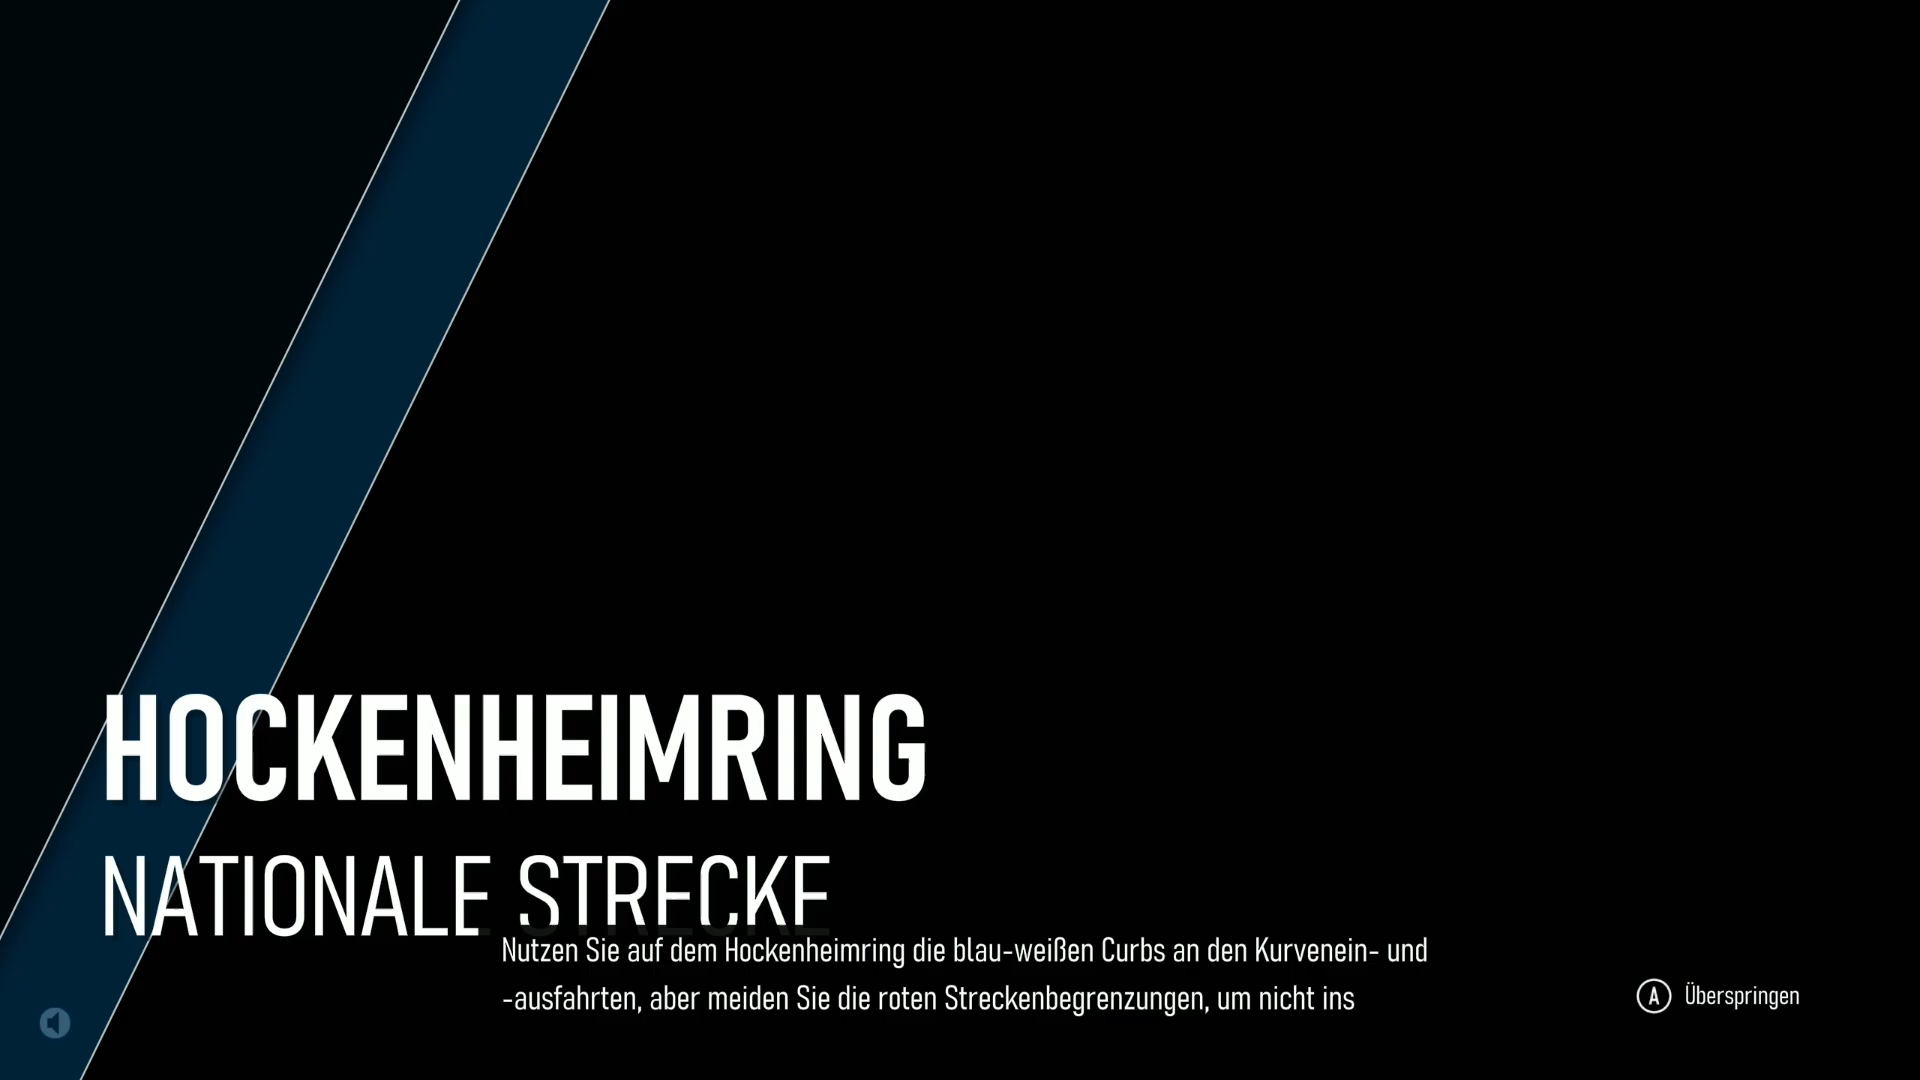 HOCKENHEIMRING
NATIONALE STRECKE
Nutzen Sie auf dem Hockenheimring die blau-weißen Curbs an den Kurvenein- und
-ausfahrten, aber meiden Sie die roten Streckenbegrenzungen, um nicht ins
A Überspringen